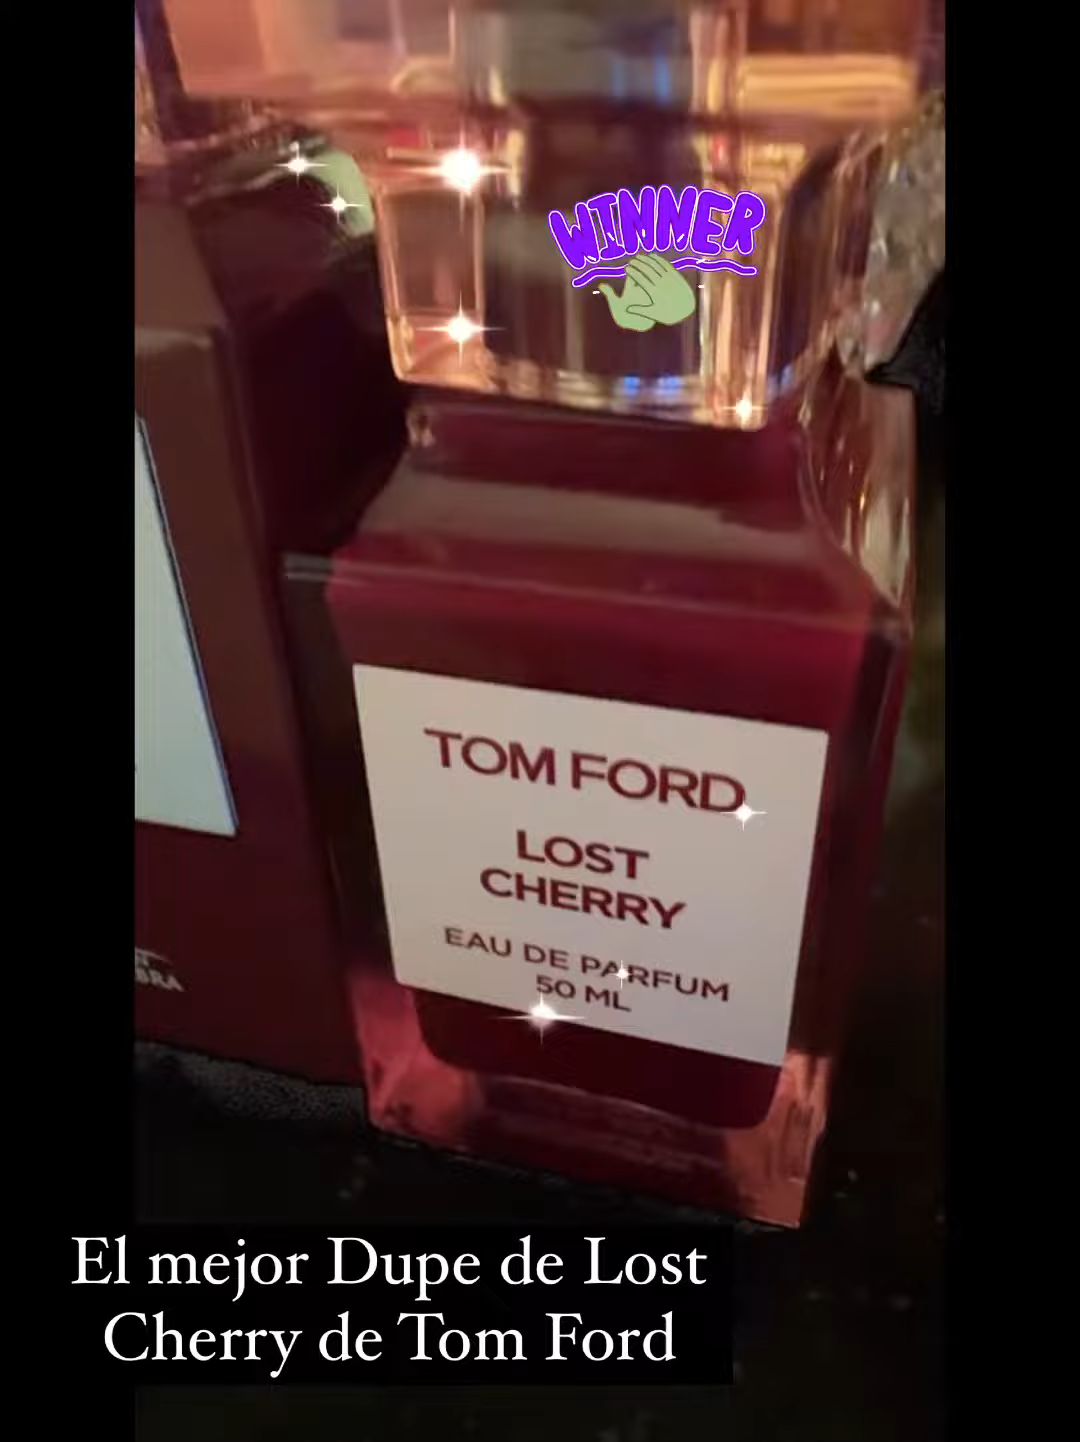 WINNER
TOM FORD
LOST
CHERRY
EAU DE PARFUM
50 ML
El mejor Dupe de Lost
Cherry de Tom Ford